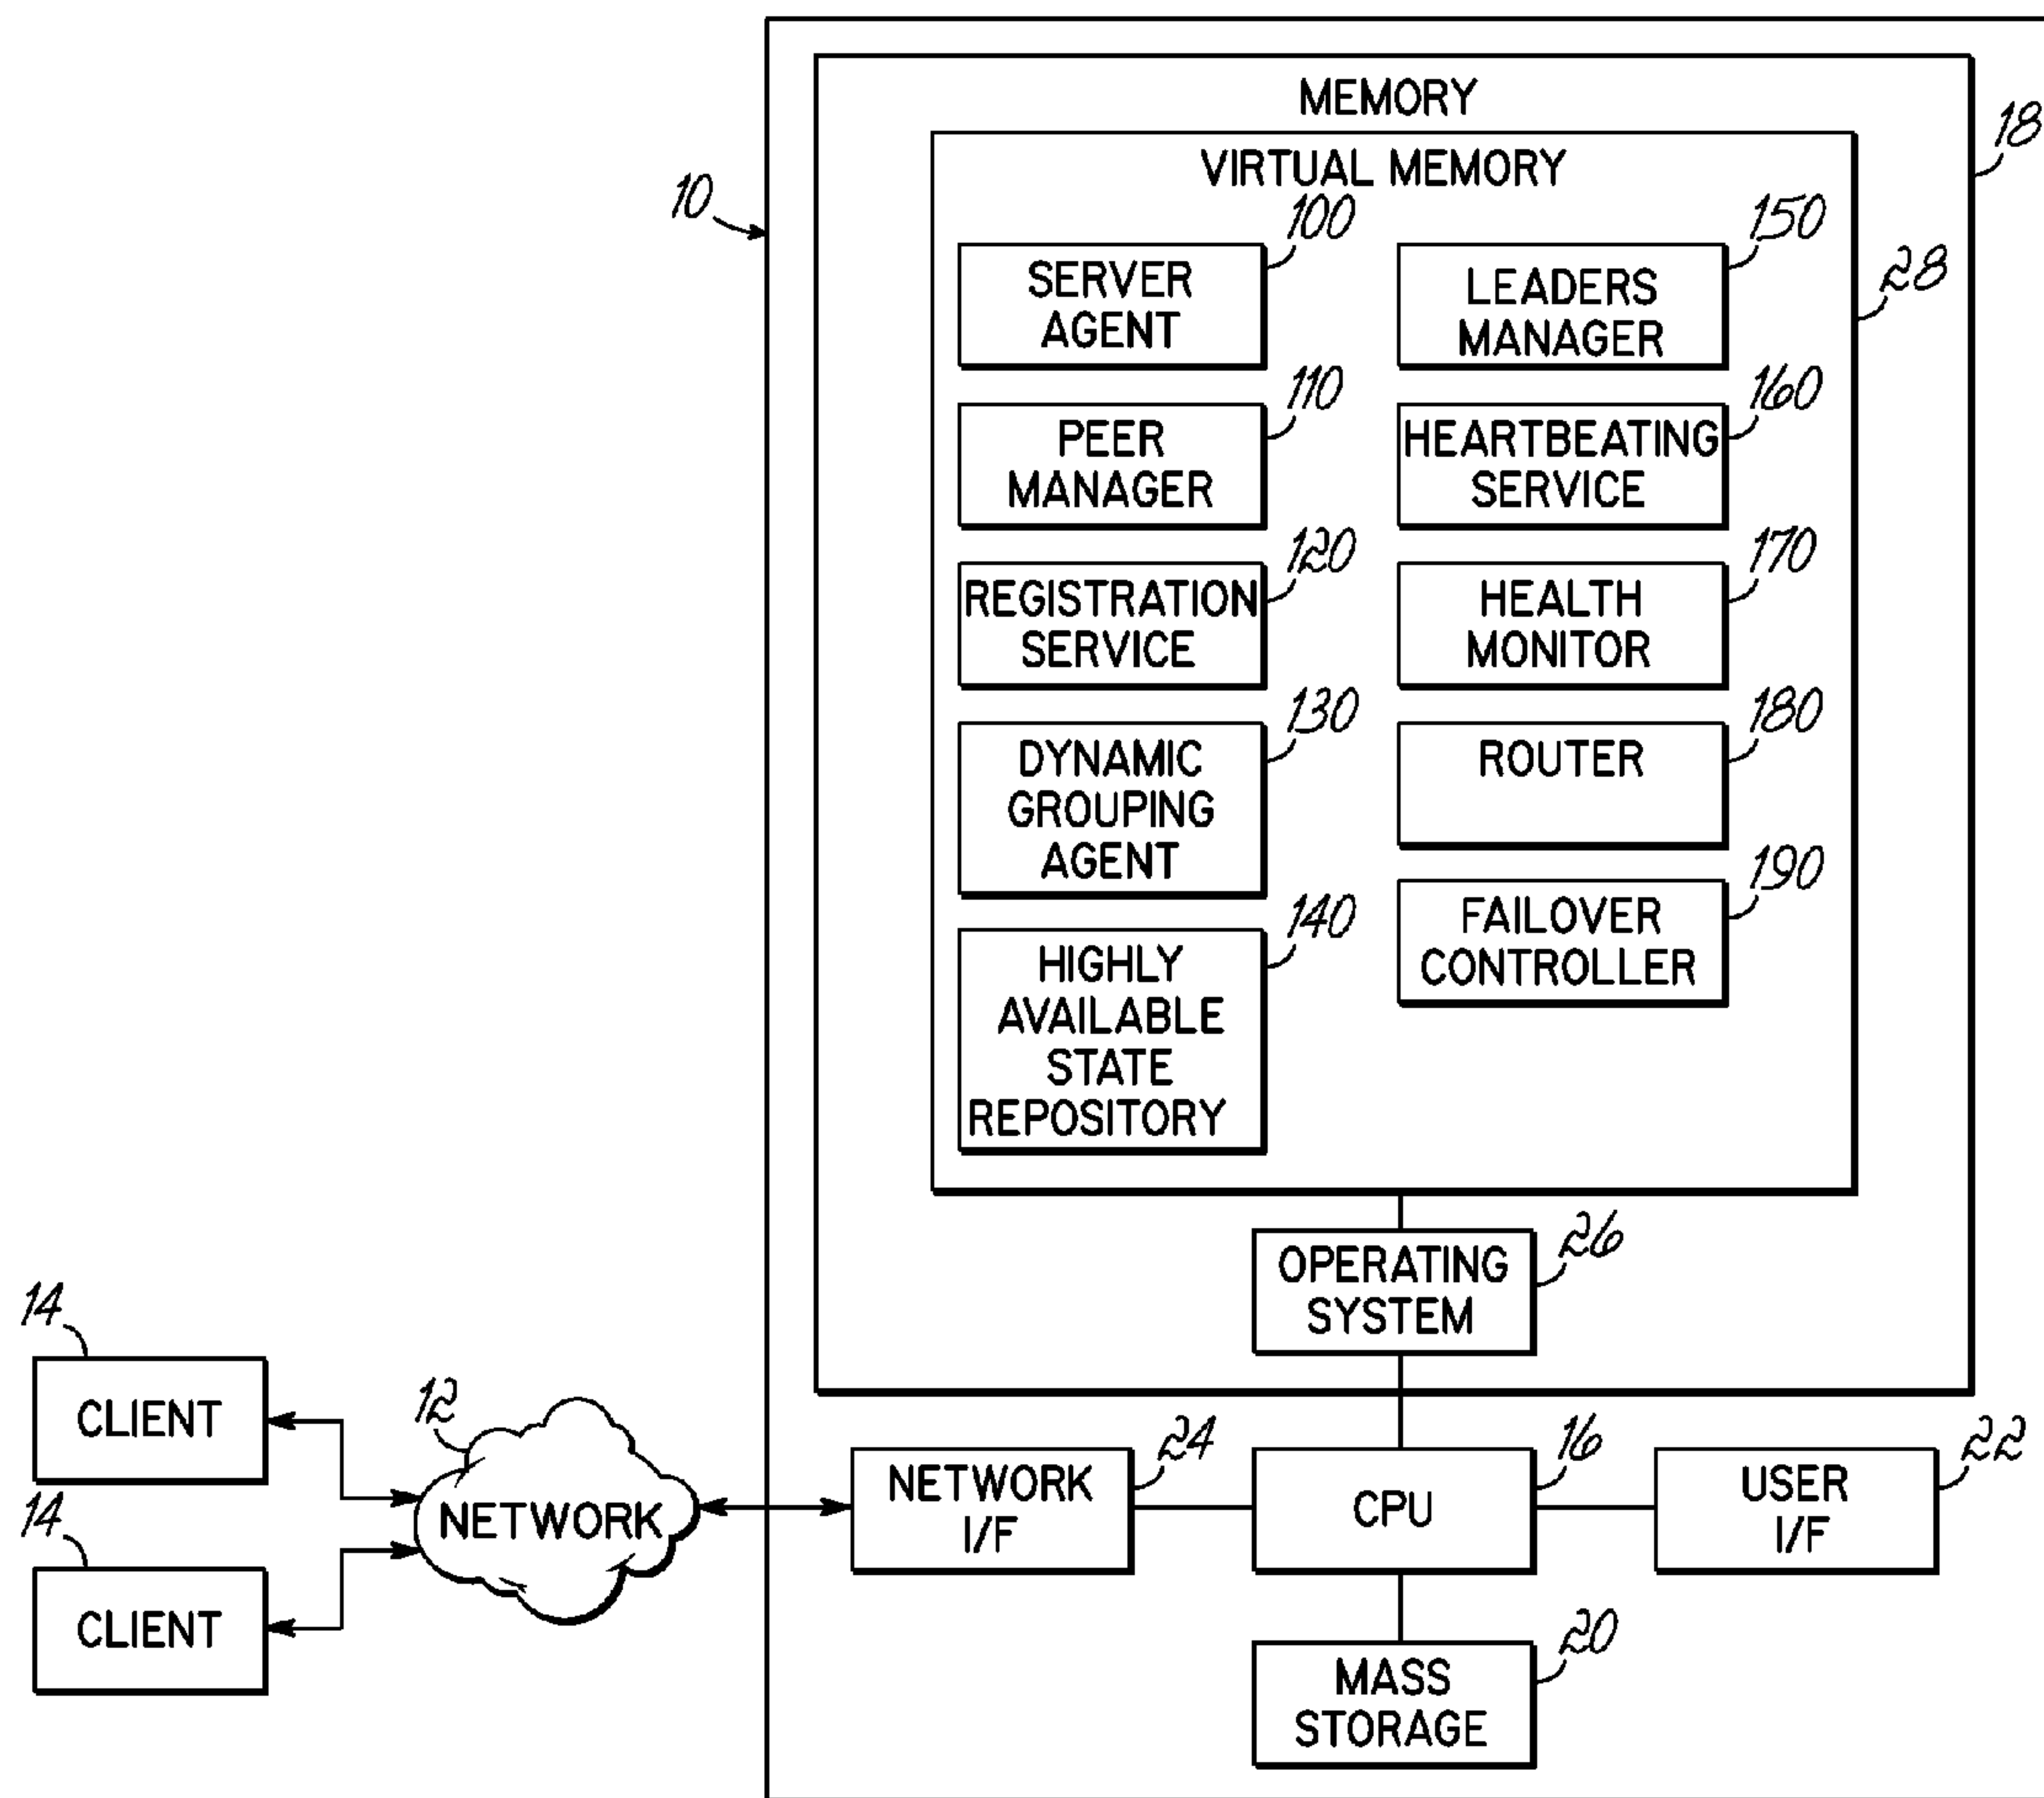 MEMORY
18
VIRTUAL MEMORY
10
100
150
SERVER
AGENT
LEADERS
MANAGER
28
110
160
PEER
MANAGER
HEARTBEATING
SERVICE
120
170
REGISTRATION
SERVICE
HEALTH
MONITOR
130
180
DYNAMIC
GROUPING
AGENT
ROUTER
140
190
HIGHLY
AVAILABLE
STATE
REPOSITORY
FAILOVER
CONTROLLER
26
OPERATING
SYSTEM
14
CLIENT
12
NETWORK
14
CLIENT
24
NETWORK
I/F
16
CPU
22
USER
I/F
20
MASS
STORAGE